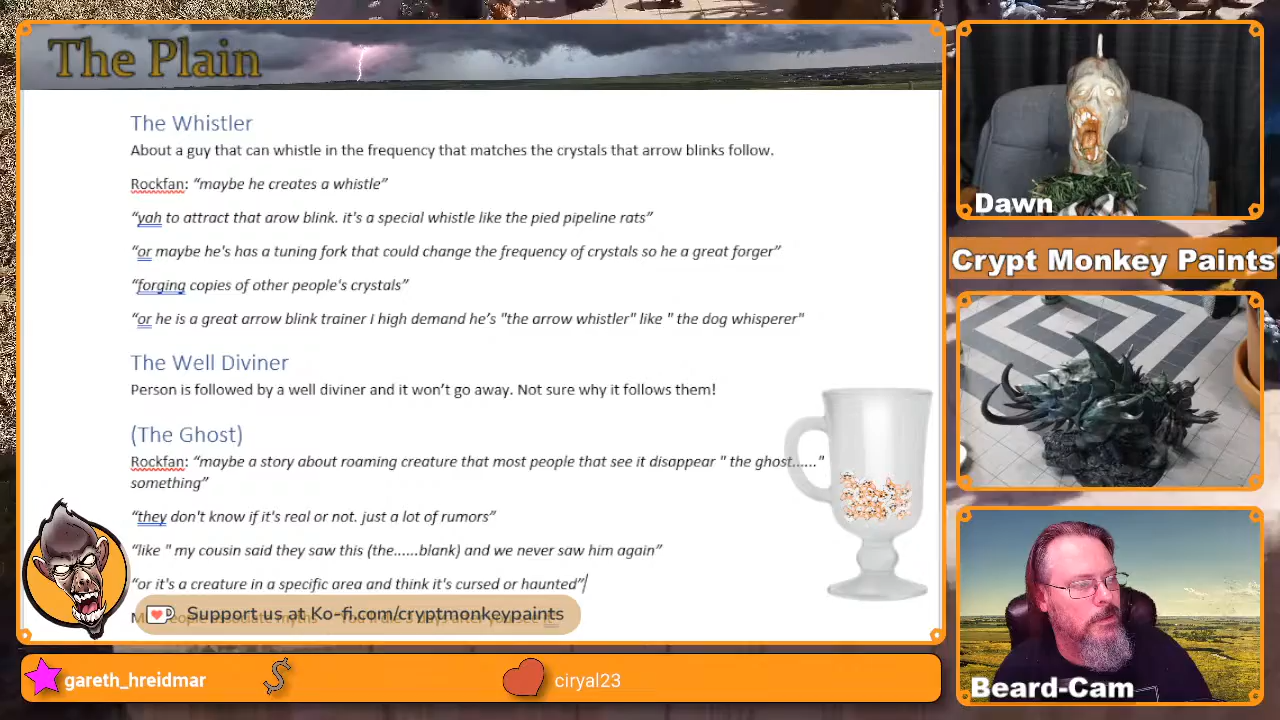 The Plain
The Whistler
About a guy that can whistle in the frequency that matches the crystals that arrow blinks follow.
Rockfan: “maybe he creates a whistle”
“yah to attract that arow blink. it's a special whistle like the pied pipeline rats”
“or maybe he's has a tuning fork that could change the frequency of crystals so he a great forger”
“forging copies of other people's crystals”
“or he is a great arrow blink trainer I high demand he’s "the arrow whistler" like " the dog whisperer”
The Well Diviner
Person is followed by a well diviner and it won’t go away. Not sure why it follows them!
(The Ghost)
Rockfan: “maybe a story about roaming creature that most people that see it disappear " the ghost......"
something”
“they don't know if it's real or not. just a lot of rumors”
“like " my cousin said they saw this (the......blank) and we never saw him again”
“or it's a creature in a specific area and think it's cursed or haunted”
Support us at Ko-fi.com/cryptmonkeypaints
gareth_hreidmar
ciryal23
Dawn
Crypt Monkey Paints
Beard-Cam